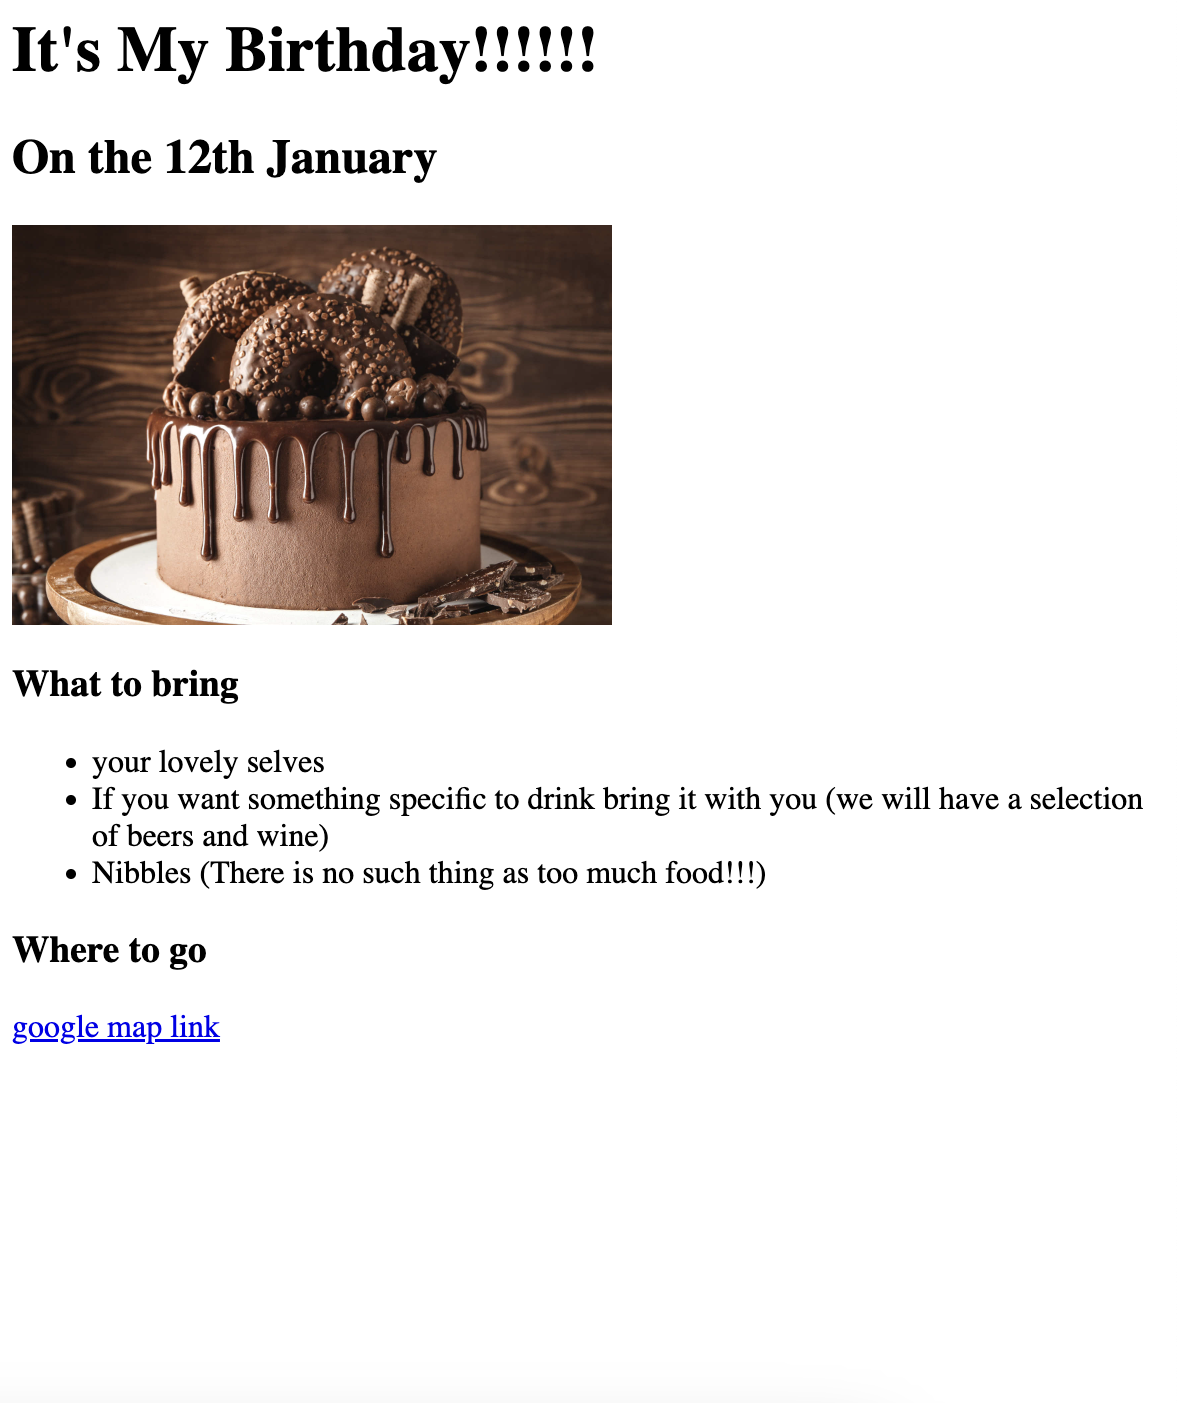 It's My Birthday!!!!!!
On the 12th January
What to bring
your lovely selves
If you want something specific to drink bring it with you (we will have a selection
of beers and wine)
Nibbles (There is no such thing as too much food!!!)
Where to go
google map link